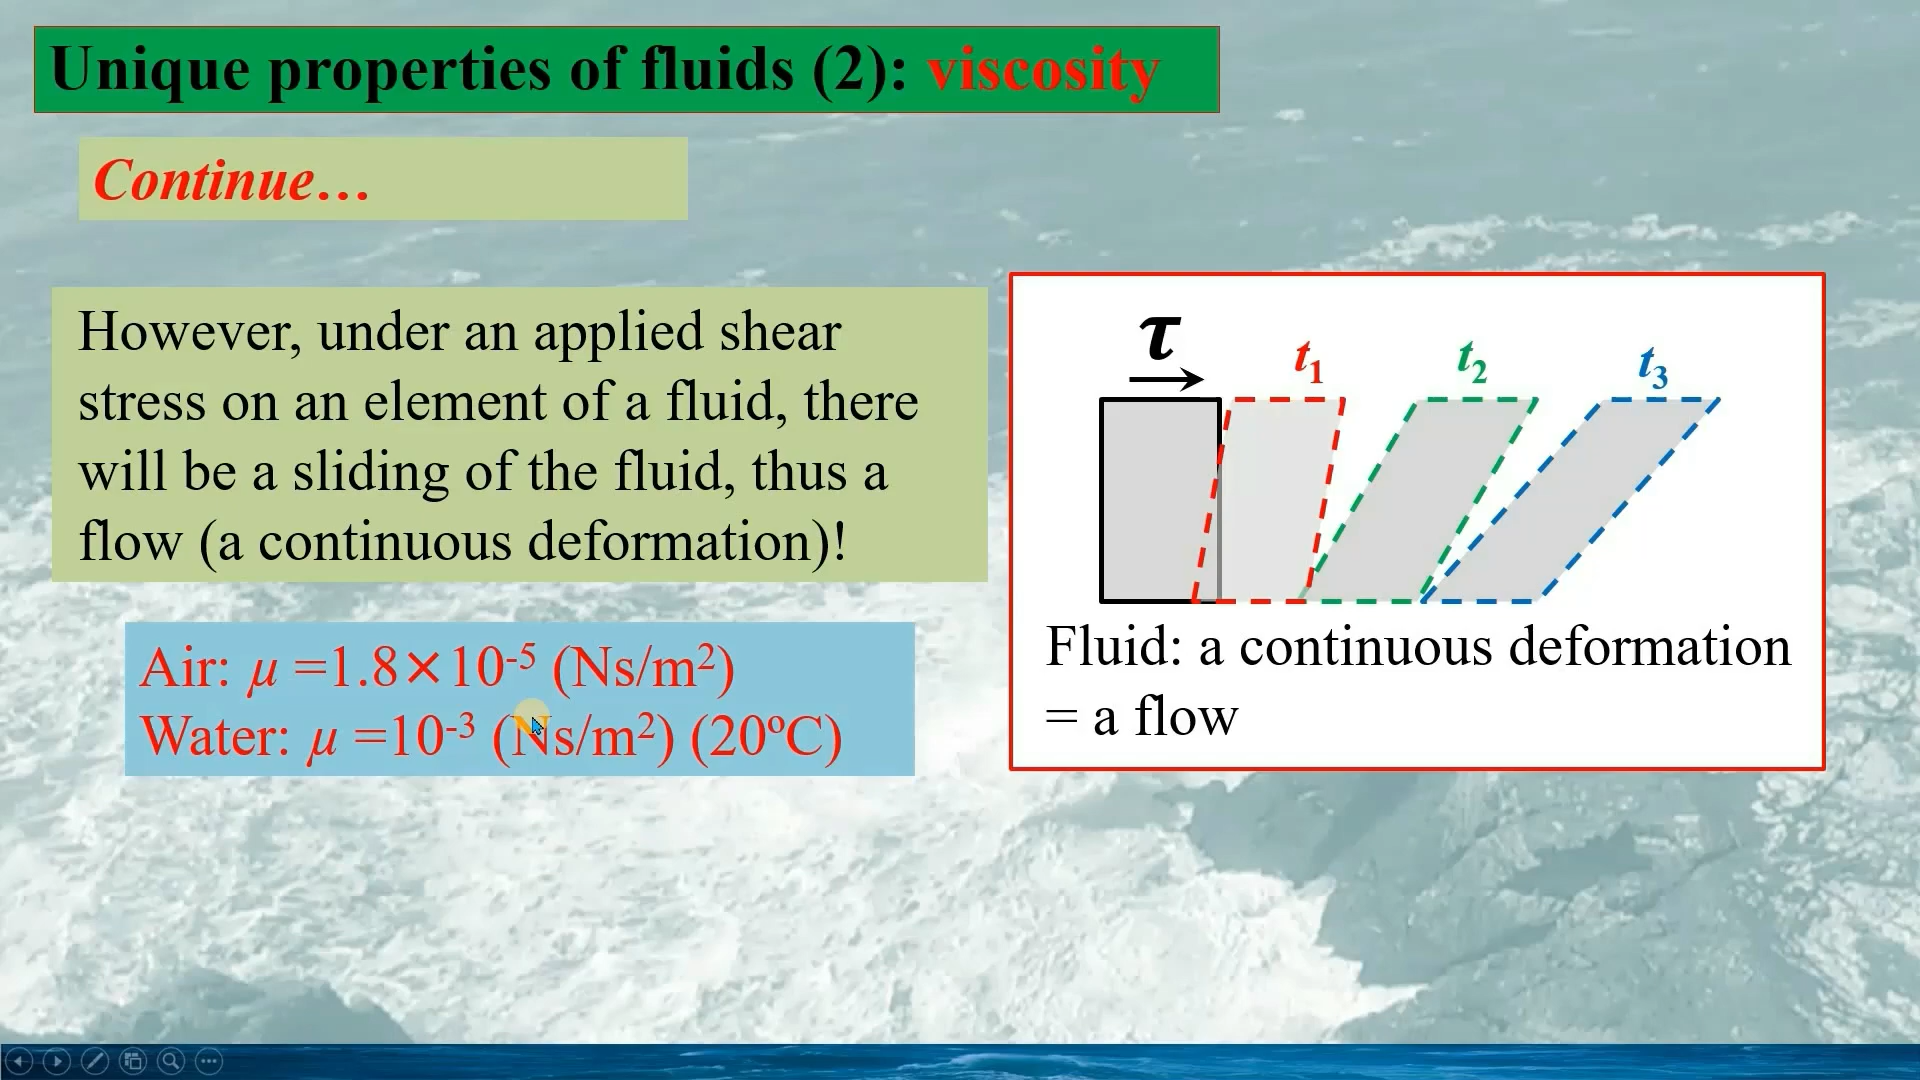 Unique properties of fluids (2): viscosity
Continue…
However, under an applied shear
stress on an element of a fluid, there
will be a sliding of the fluid, thus a
flow (a continuous deformation)!
Air: μ =1.8×10⁻⁵ (Ns/m²)
Water: μ =10⁻³ (Ns/m²) (20ºC)
τ
t₁ t₂ t₃
Fluid: a continuous deformation
= a flow